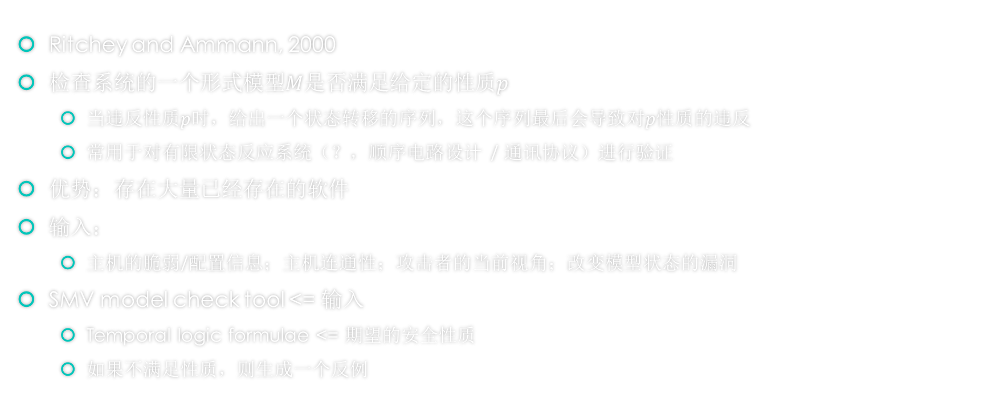 Ritchey and Ammann, 2000
检查系统的一个形式模型M是否满足给定的性质p
当违反性质p时，给出一个状态转移的序列，这个序列最后会导致对p性质的违反
常用于对有限状态反应系统（？，顺序电路设计 / 通讯协议）进行验证
优势：存在大量已经存在的软件
输入：
主机的脆弱/配置信息；主机连通性；攻击者的当前视角；改变模型状态的漏洞
SMV model check tool <= 输入
Temporal logic formulae <= 期望的安全性质
如果不满足性质，则生成一个反例